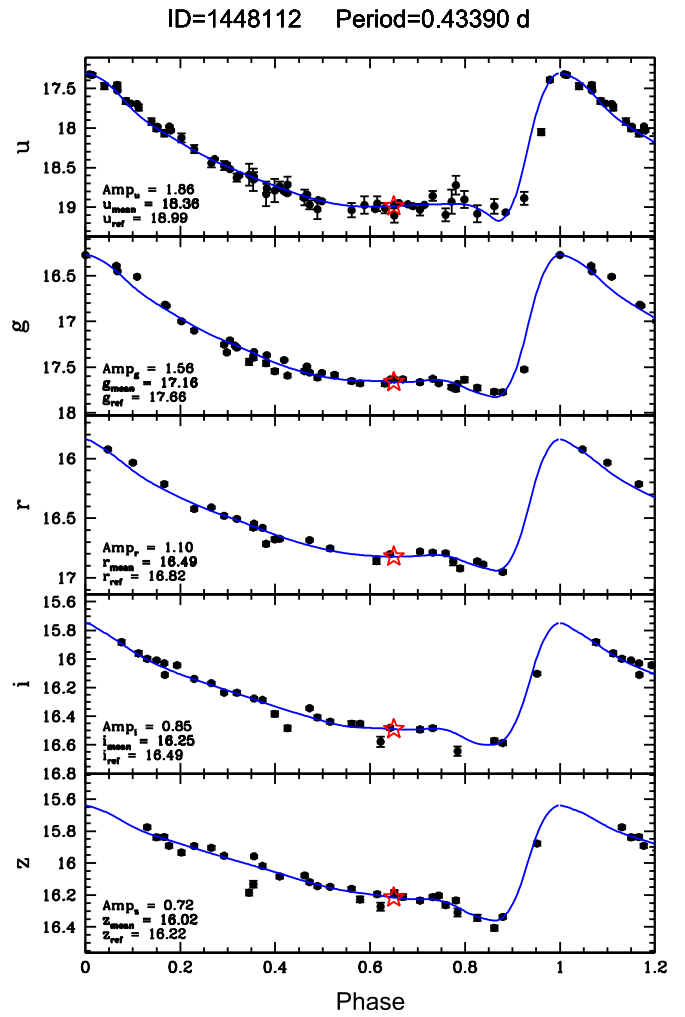 ID=1448112 Period=0.43390 d
17.5
18
18.5
19
u
Amp_u = 1.86
u_mean = 18.36
u_ref = 18.99
16.5
17
17.5
18
g
Amp_g = 1.56
g_mean = 17.16
g_ref = 17.66
16
16.5
17
r
Amp_r = 1.10
r_mean = 16.49
r_ref = 16.82
15.6
15.8
16
16.2
16.4
16.6
16.8
i
Amp_i = 0.85
i_mean = 16.25
i_ref = 16.49
15.6
15.8
16
16.2
16.4
z
Amp_z = 0.72
z_mean = 16.02
z_ref = 16.22
0 0.2 0.4 0.6 0.8 1 1.2
Phase